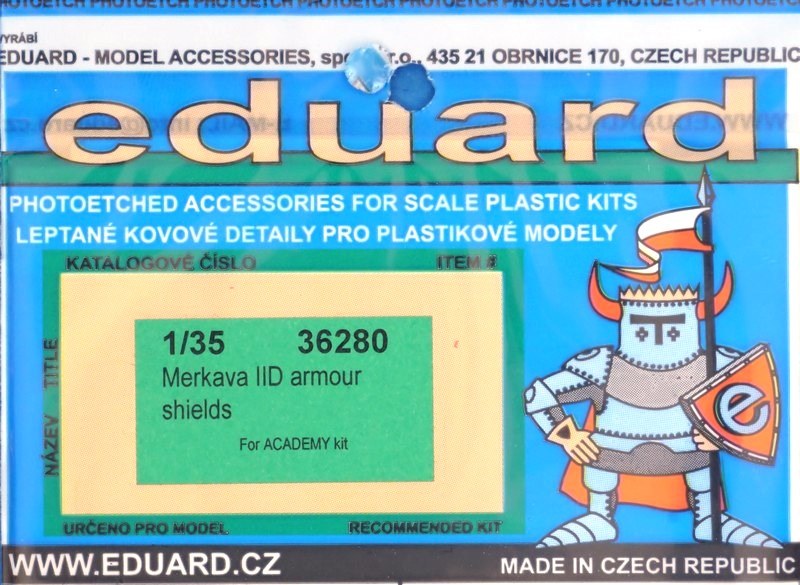 PHOTOETCH PHOTOETCH PHOTOETCH PHOTOETCH PHOTOETCH PHOTOETCH
VYRÁBÍ
EDUARD - MODEL ACCESSORIES, r.o., 435 21 OBRNICE 170, CZECH REPUBLIC
eduard
PHOTOETCHED ACCESSORIES FOR SCALE PLASTIC KITS
LEPTANÉ KOVOVÉ DETAILY PRO PLASTIKOVÉ MODELY
KATALOGOVÉ ČÍSLO ITEM #
NÁZEV TITLE
1/35 36280
Merkava IID armour
shields
For ACADEMY kit
e
URČENO PRO MODEL RECOMMENDED KIT
WWW.EDUARD.CZ MADE IN CZECH REPUBLIC